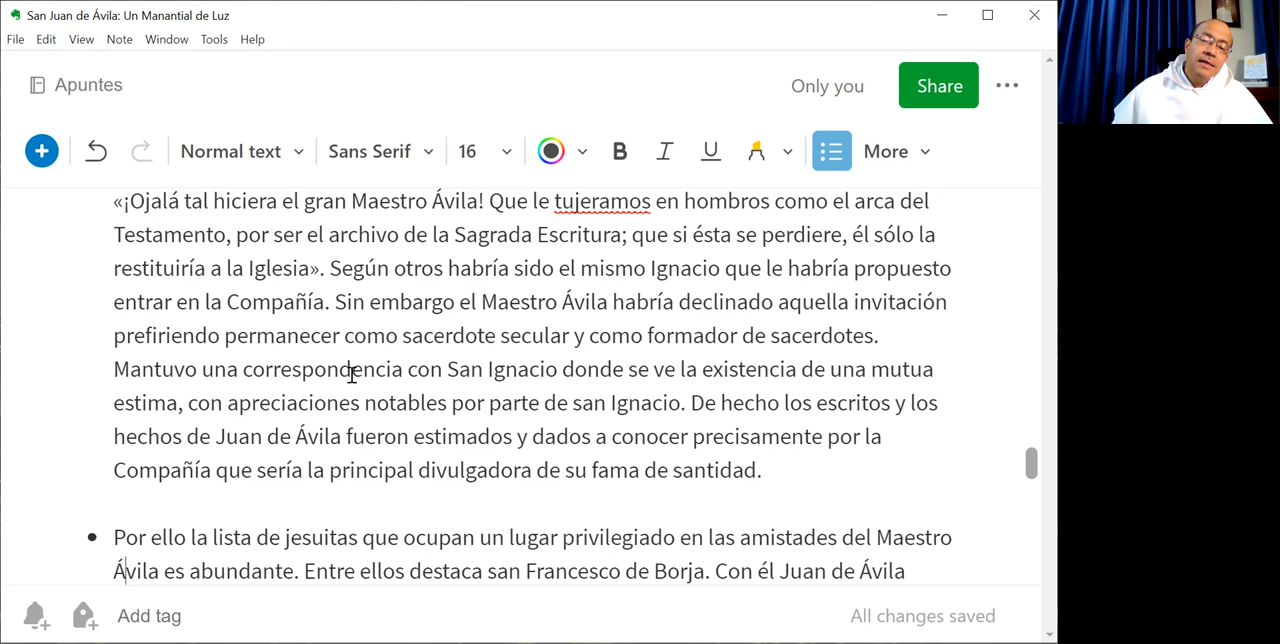 San Juan de Ávila: Un Manantial de Luz
File Edit View Note Window Tools Help
Apuntes
Only you
Share
Normal text
Sans Serif
16
B I U
More
«¡Ojalá tal hiciera el gran Maestro Ávila! Que le tujeramos en hombros como el arca del
Testamento, por ser el archivo de la Sagrada Escritura; que si ésta se perdiere, él sólo la
restituiría a la Iglesia». Según otros habría sido el mismo Ignacio que le habría propuesto
entrar en la Compañía. Sin embargo el Maestro Ávila habría declinado aquella invitación
prefiriendo permanecer como sacerdote secular y como formador de sacerdotes.
Mantuvo una correspondencia con San Ignacio donde se ve la existencia de una mutua
estima, con apreciaciones notables por parte de san Ignacio. De hecho los escritos y los
hechos de Juan de Ávila fueron estimados y dados a conocer precisamente por la
Compañía que sería la principal divulgadora de su fama de santidad.
• Por ello la lista de jesuitas que ocupan un lugar privilegiado en las amistades del Maestro
Ávila es abundante. Entre ellos destaca san Francesco de Borja. Con él Juan de Ávila
Add tag
All changes saved